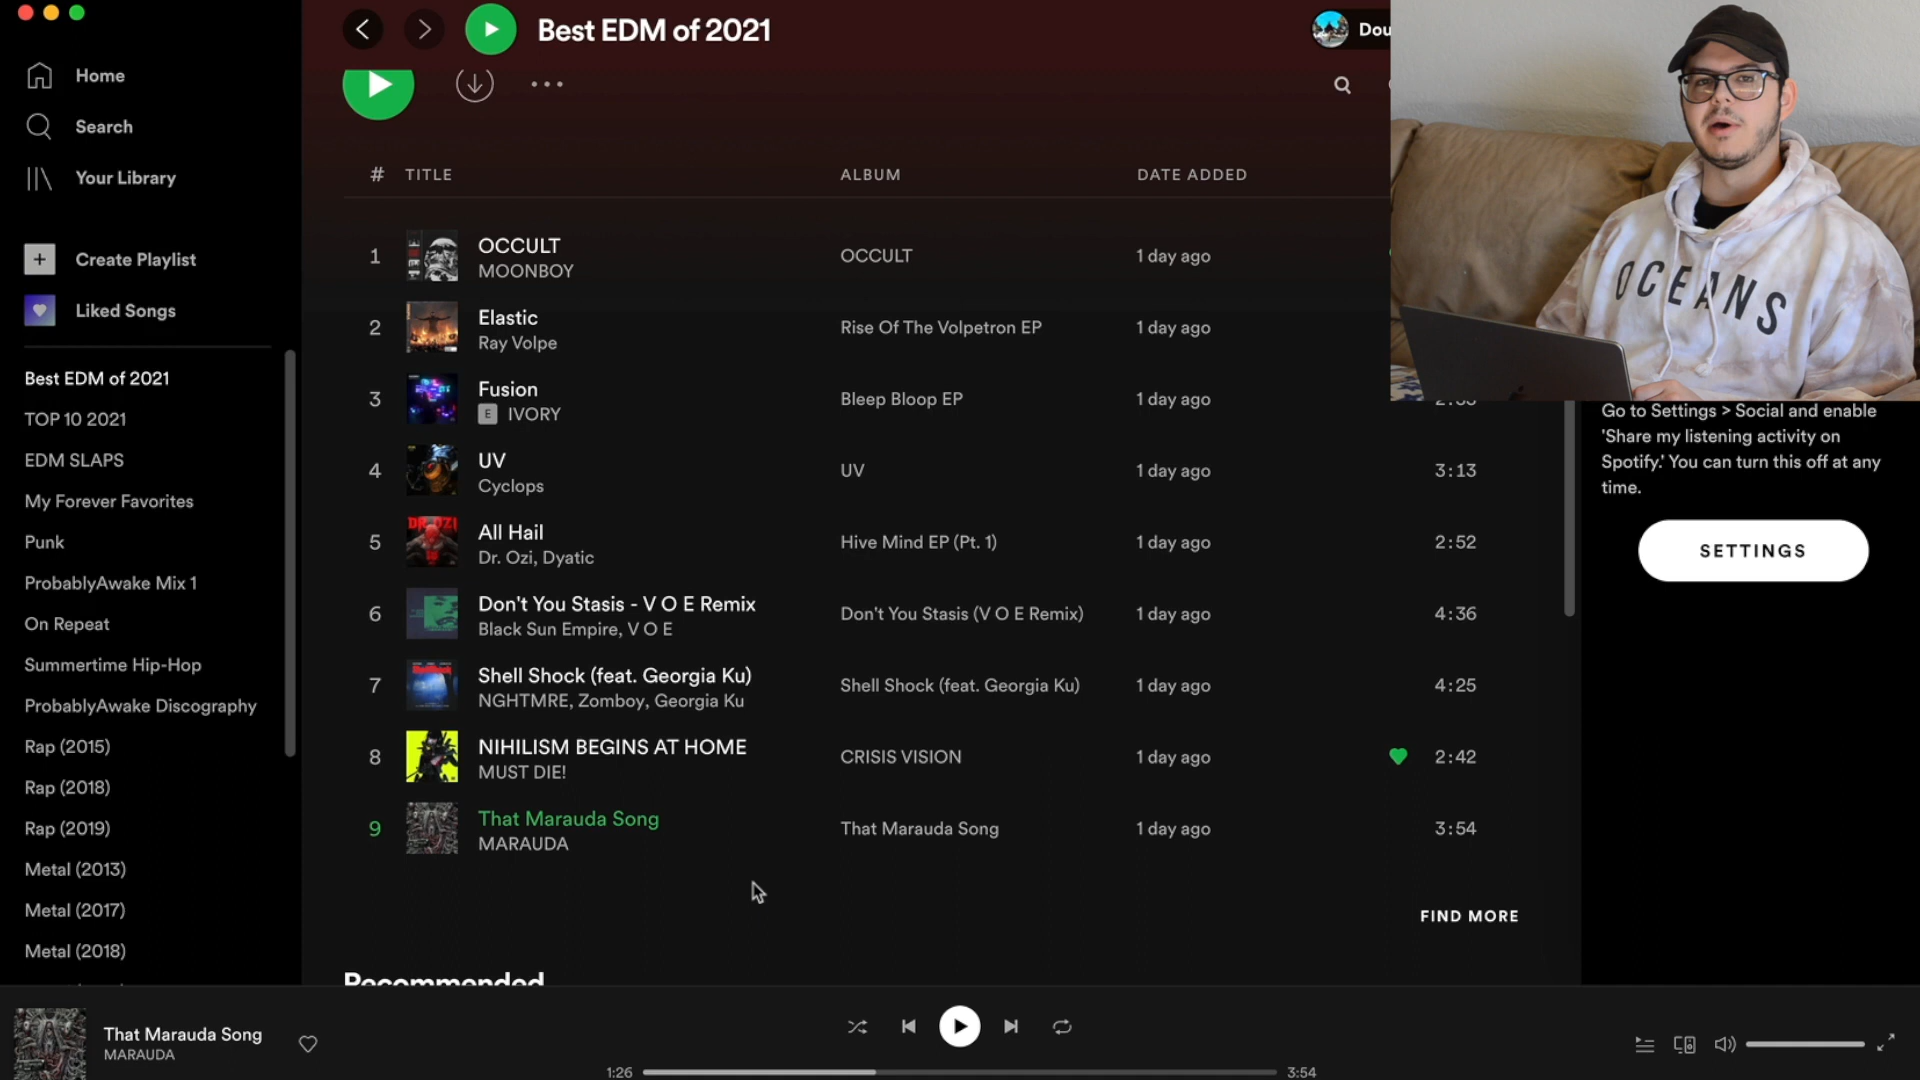 Best EDM of 2021
Dou
Home
Search
Your Library
Create Playlist
Liked Songs
Best EDM of 2021
TOP 10 2021
EDM SLAPS
My Forever Favorites
Punk
ProbablyAwake Mix 1
On Repeat
Summertime Hip-Hop
ProbablyAwake Discography
Rap (2015)
Rap (2018)
Rap (2019)
Metal (2013)
Metal (2017)
Metal (2018)
# TITLE ALBUM DATE ADDED
1 OCCULT OCCULT 1 day ago
MOONBOY
2 Elastic Rise Of The Volpetron EP 1 day ago
Ray Volpe
3 Fusion Bleep Bloop EP 1 day ago
E IVORY
4 UV UV 1 day ago 3:13
Cyclops
5 All Hail Hive Mind EP (Pt. 1) 1 day ago 2:52
Dr. Ozi, Dyatic
6 Don't You Stasis - V O E Remix Don't You Stasis (V O E Remix) 1 day ago 4:36
Black Sun Empire, V O E
7 Shell Shock (feat. Georgia Ku) Shell Shock (feat. Georgia Ku) 1 day ago 4:25
NGHTMRE, Zomboy, Georgia Ku
8 NIHILISM BEGINS AT HOME CRISIS VISION 1 day ago 2:42
MUST DIE!
9 That Marauda Song That Marauda Song 1 day ago 3:54
MARAUDA
FIND MORE
Recommended
OCEANS
Go to Settings > Social and enable
'Share my listening activity on
Spotify.' You can turn this off at any
time.
SETTINGS
That Marauda Song
MARAUDA
1:26 3:54